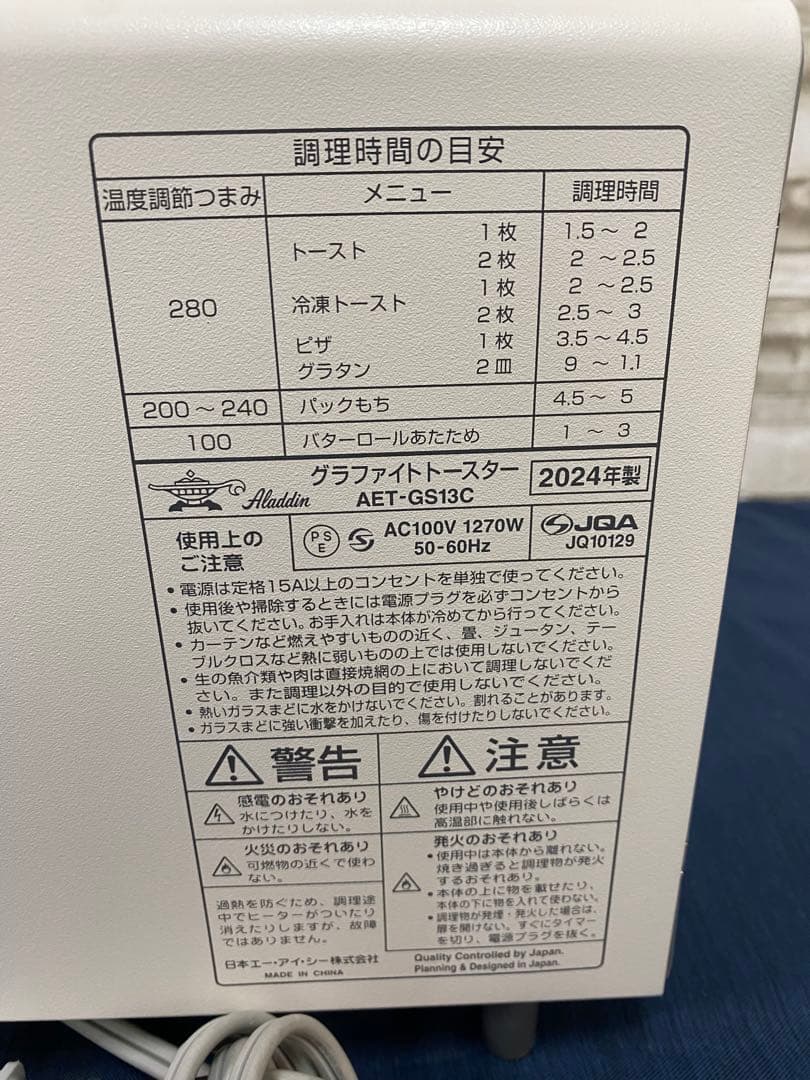 調理時間の目安
温度調節つまみ メニュー 調理時間
280 トースト 1枚 1.5～ 2
2枚 2 ～2.5
冷凍トースト 1枚 2 ～2.5
2枚 2.5～ 3
ピザ 1枚 3.5～4.5
グラタン 2皿 9 ～ 1.1
200～240 パックもち 4.5～ 5
100 バターロールあたため 1 ～ 3
Aladdin グラファイトトースター
AET-GS13C 2024年製
使用上の
ご注意
PSE AC100V 1270W
50-60Hz
JQA
JQ10129
・電源は定格15A以上のコンセントを単独で使ってください。
・使用後や掃除するときには電源プラグを必ずコンセントから
抜いてください。お手入れは本体が冷めてから行ってください。
・カーテンなど燃えやすいものの近く、畳、ジュータン、テー
ブルクロスなど熱に弱いものの上では使用しないでください。
・生の魚介類や肉は直接焼網の上において調理しないでくだ
さい。また調理以外の目的で使用しないでください。
・熱いガラスまどに水をかけないでください。割れることがあります。
・ガラスまどに強い衝撃を加えたり、傷を付けたりしないでください。
警告
感電のおそれあり
水につけたり、水を
かけたりしない。
火災のおそれあり
可燃物の近くで使わ
ない。
過熱を防ぐため、調理途
中でヒーターがついたり
消えたりしますが、故障
ではありません。
日本エー・アイ・シー株式会社
MADE IN CHINA
注意
やけどのおそれあり
使用中や使用後しばらくは
高温部に触れない。
発火のおそれあり
・使用中は本体から離れない。
焼き過ぎると調理物が発火
するおそれあり。
・本体の上に物を載せたり、
本体の下に物を入れて使わない。
・調理物が発煙・発火した場合は、
扉を開けない。すぐにタイマー
を切り、電源プラグを抜く。
Quality Controlled by Japan.
Planning & Designed in Japan.